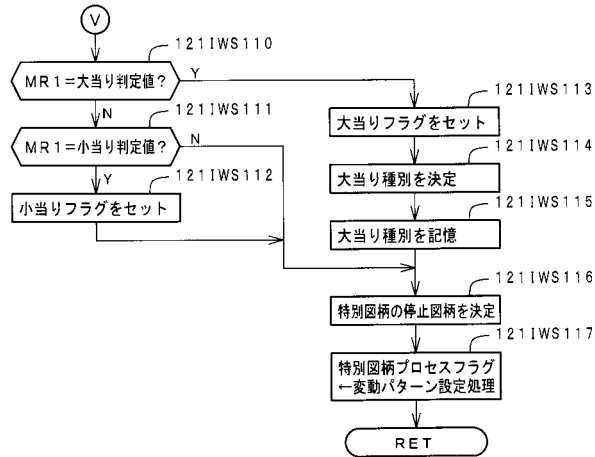 V
121IWS110
MR1=大当り判定値?
Y
N
121IWS111
MR1=小当り判定値?
N
Y
121IWS112
小当りフラグをセット
121IWS113
大当りフラグをセット
121IWS114
大当り種別を決定
121IWS115
大当り種別を記憶
121IWS116
特別図柄の停止図柄を決定
121IWS117
特別図柄プロセスフラグ
←変動パターン設定処理
RET